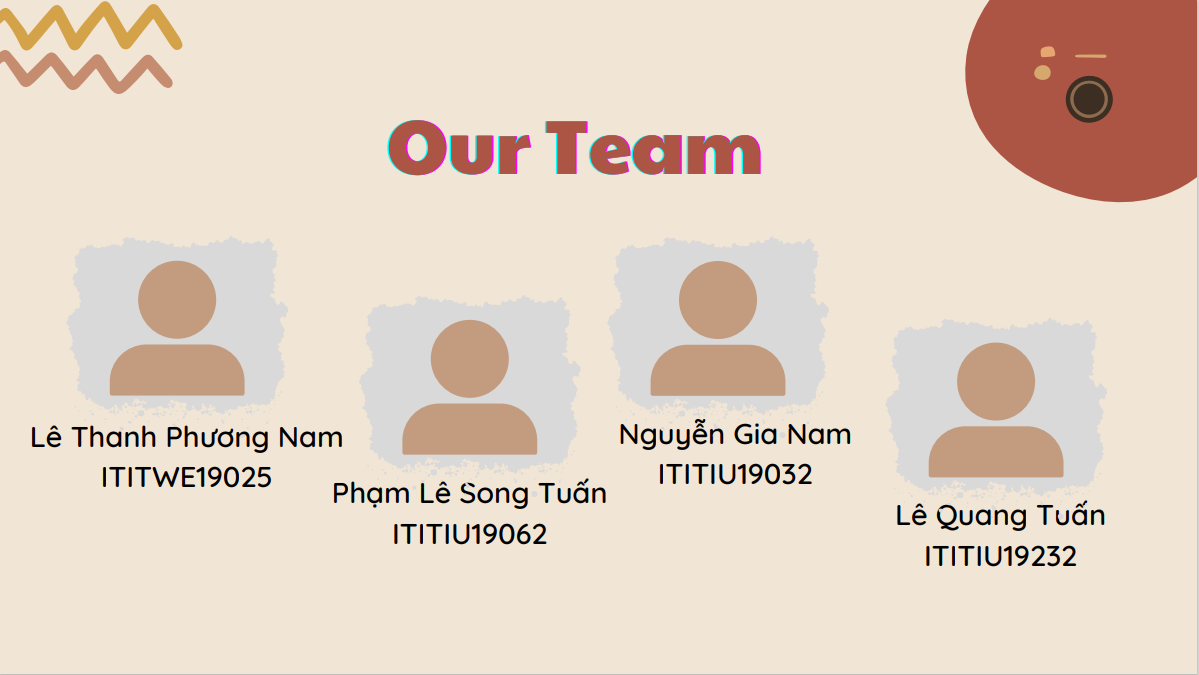 Our Team
Lê Thanh Phương Nam
ITITWE19025
Phạm Lê Song Tuấn
ITITIU19062
Nguyễn Gia Nam
ITITIU19032
Lê Quang Tuấn
ITITIU19232